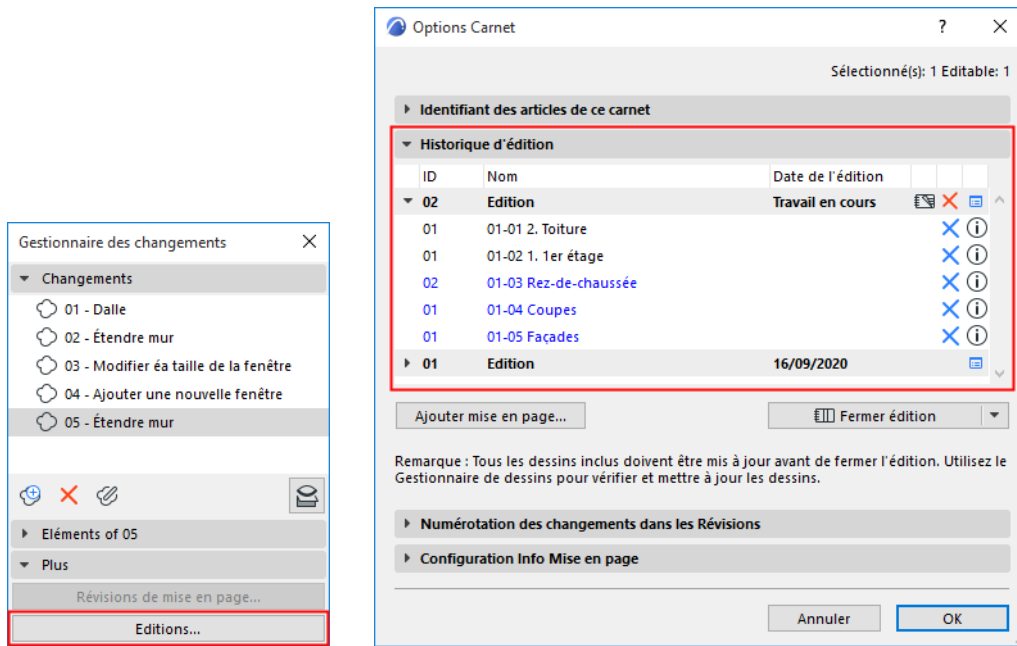 Gestionnaire des changements
Changements
01 - Dalle
02 - Étendre mur
03 - Modifier éa taille de la fenêtre
04 - Ajouter une nouvelle fenêtre
05 - Étendre mur
Eléments of 05
Plus
Révisions de mise en page...
Editions...
Options Carnet
Sélectionné(s): 1 Editable: 1
Identifiant des articles de ce carnet
Historique d'édition
ID Nom Date de l'édition
02 Edition Travail en cours
01 01-01 2. Toiture
01 01-02 1. 1er étage
02 01-03 Rez-de-chaussée
01 01-04 Coupes
01 01-05 Façades
01 Edition 16/09/2020
Ajouter mise en page... Fermer édition
Remarque : Tous les dessins inclus doivent être mis à jour avant de fermer l'édition. Utilisez le
Gestionnaire de dessins pour vérifier et mettre à jour les dessins.
Numérotation des changements dans les Révisions
Configuration Info Mise en page
Annuler OK